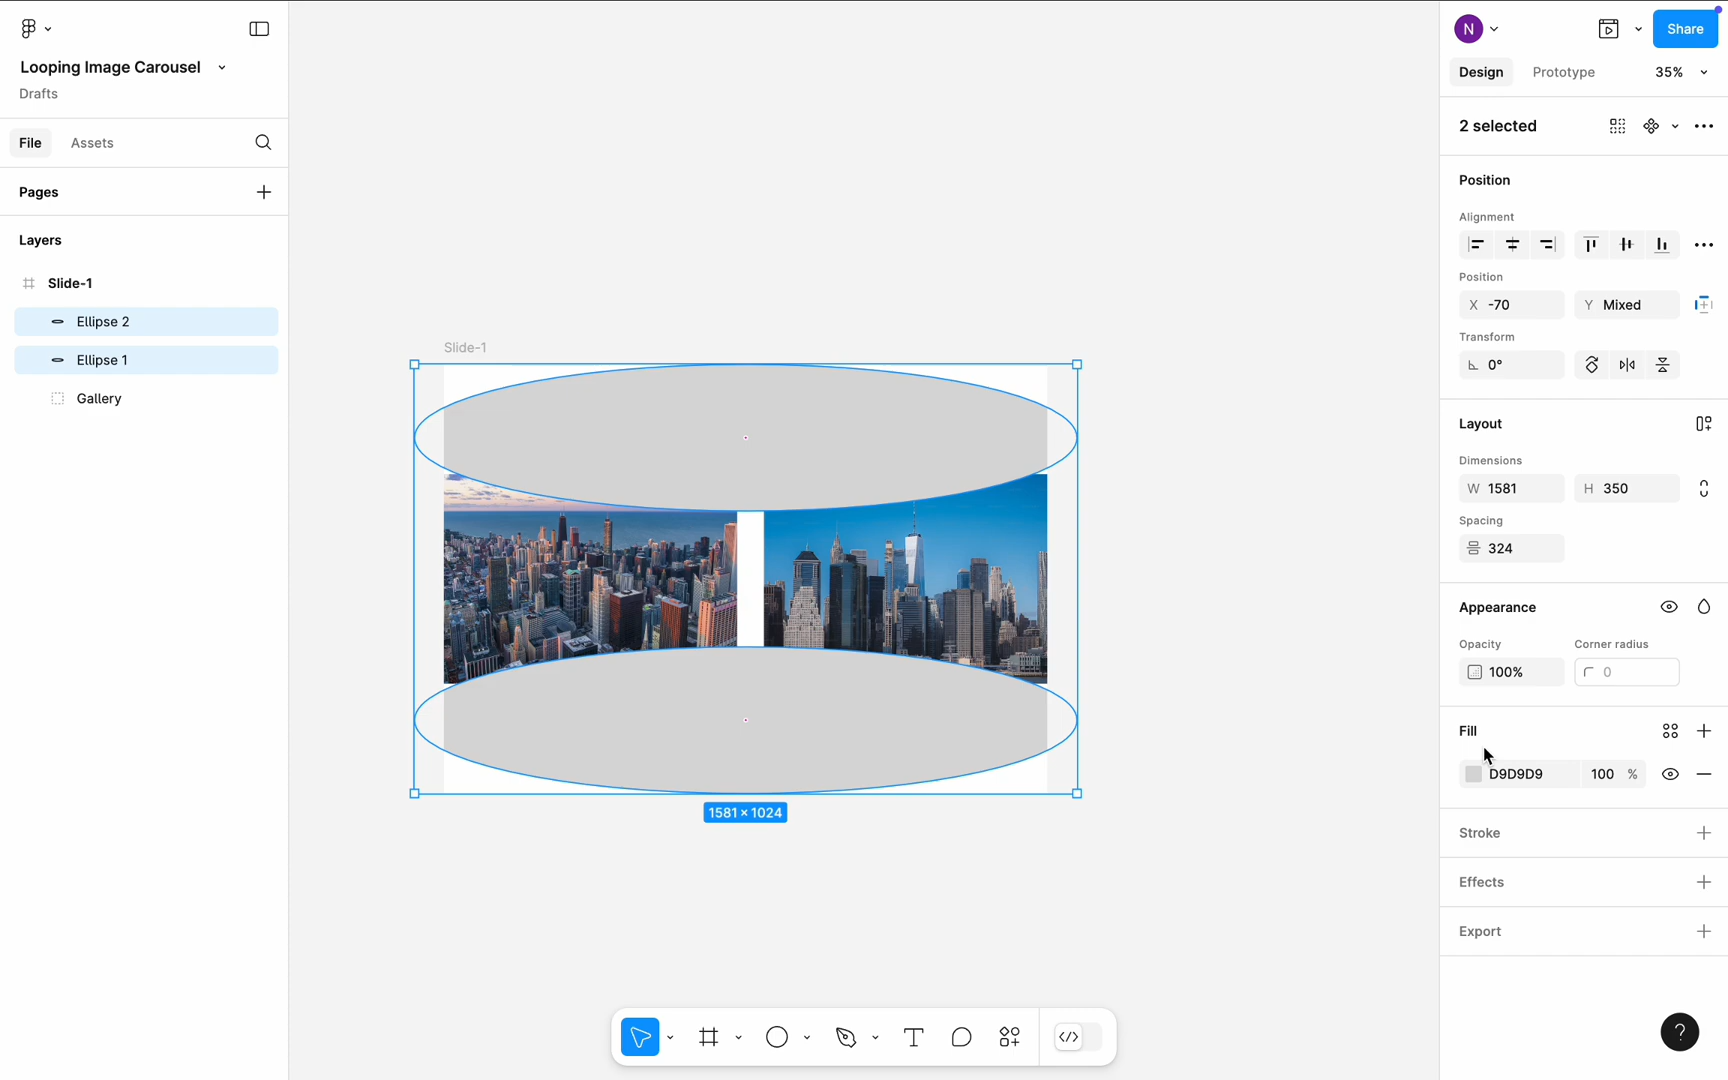 Looping Image Carousel
Drafts
File
Assets
Pages
Layers
Slide-1
Ellipse 2
Ellipse 1
Gallery
Slide-1
1581 × 1024
N
Share
Design
Prototype
35%
2 selected
Position
Alignment
Position
X -70
Y Mixed
Transform
0°
Layout
Dimensions
W 1581
H 350
Spacing
324
Appearance
Opacity
Corner radius
100%
0
Fill
D9D9D9
100 %
Stroke
Effects
Export
?